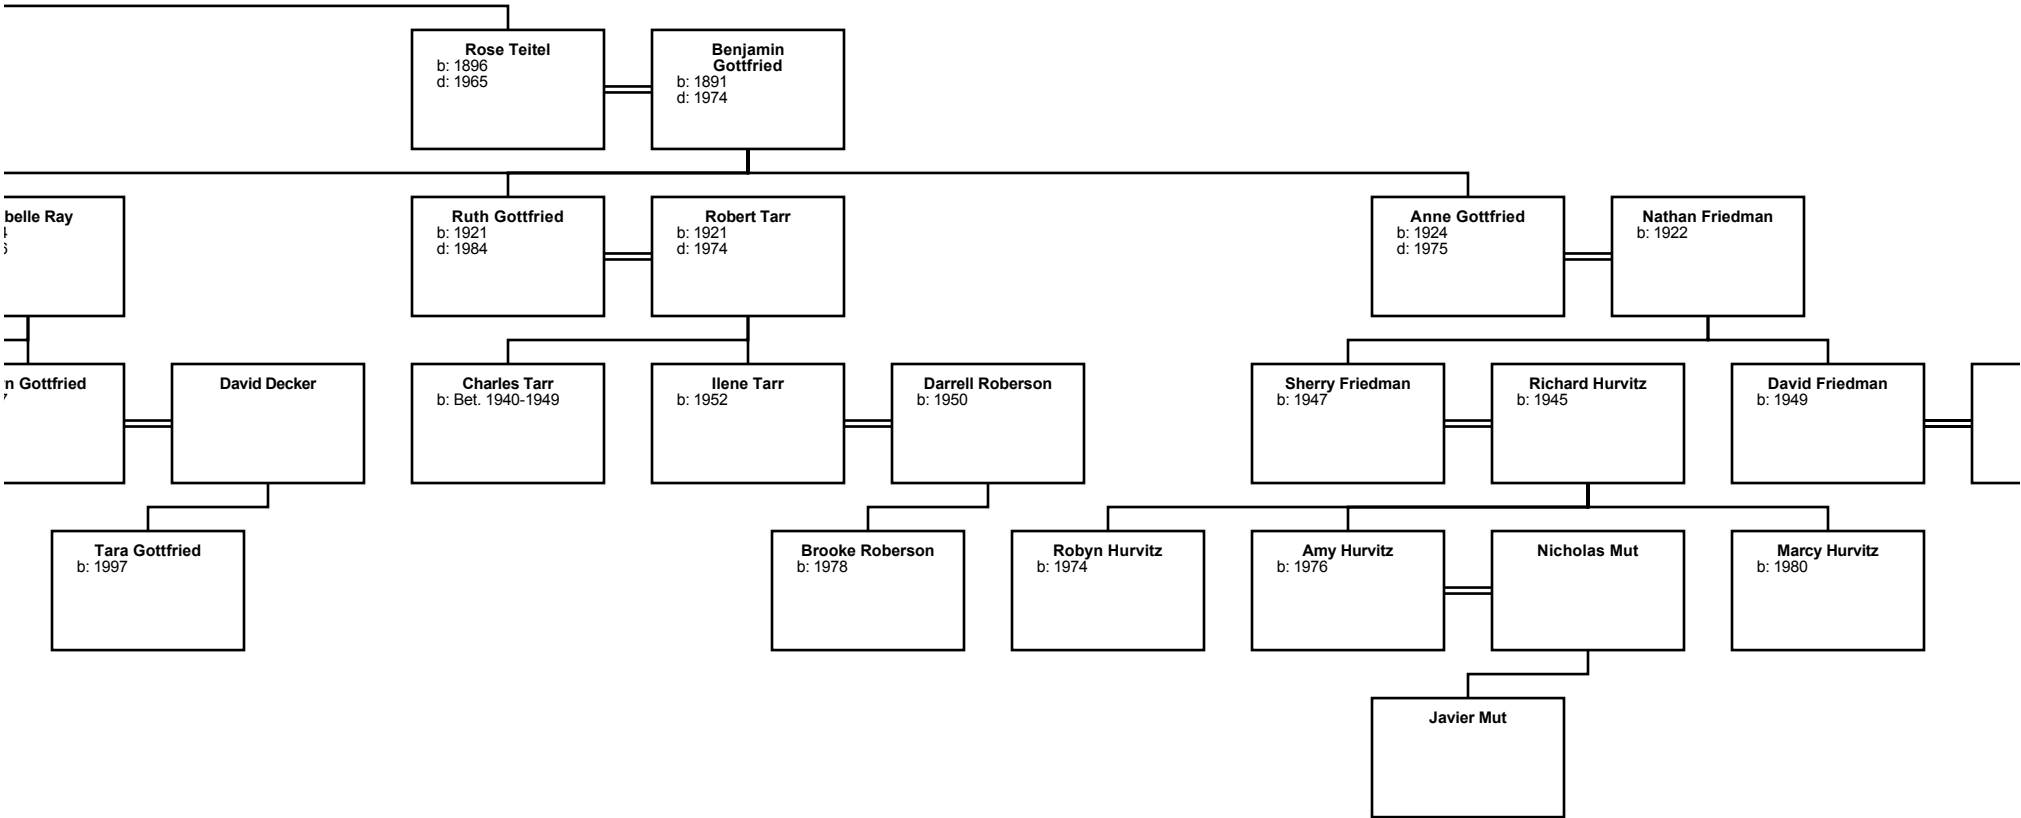 Rose Teitel
b: 1896
d: 1965
Benjamin
Gottfried
b: 1891
d: 1974
belle Ray
Ruth Gottfried
b: 1921
d: 1984
Robert Tarr
b: 1921
d: 1974
Anne Gottfried
b: 1924
d: 1975
Nathan Friedman
b: 1922
n Gottfried
David Decker
Charles Tarr
b: Bet. 1940-1949
Ilene Tarr
b: 1952
Darrell Roberson
b: 1950
Sherry Friedman
b: 1947
Richard Hurvitz
b: 1945
David Friedman
b: 1949
Tara Gottfried
b: 1997
Brooke Roberson
b: 1978
Robyn Hurvitz
b: 1974
Amy Hurvitz
b: 1976
Nicholas Mut
Marcy Hurvitz
b: 1980
Javier Mut